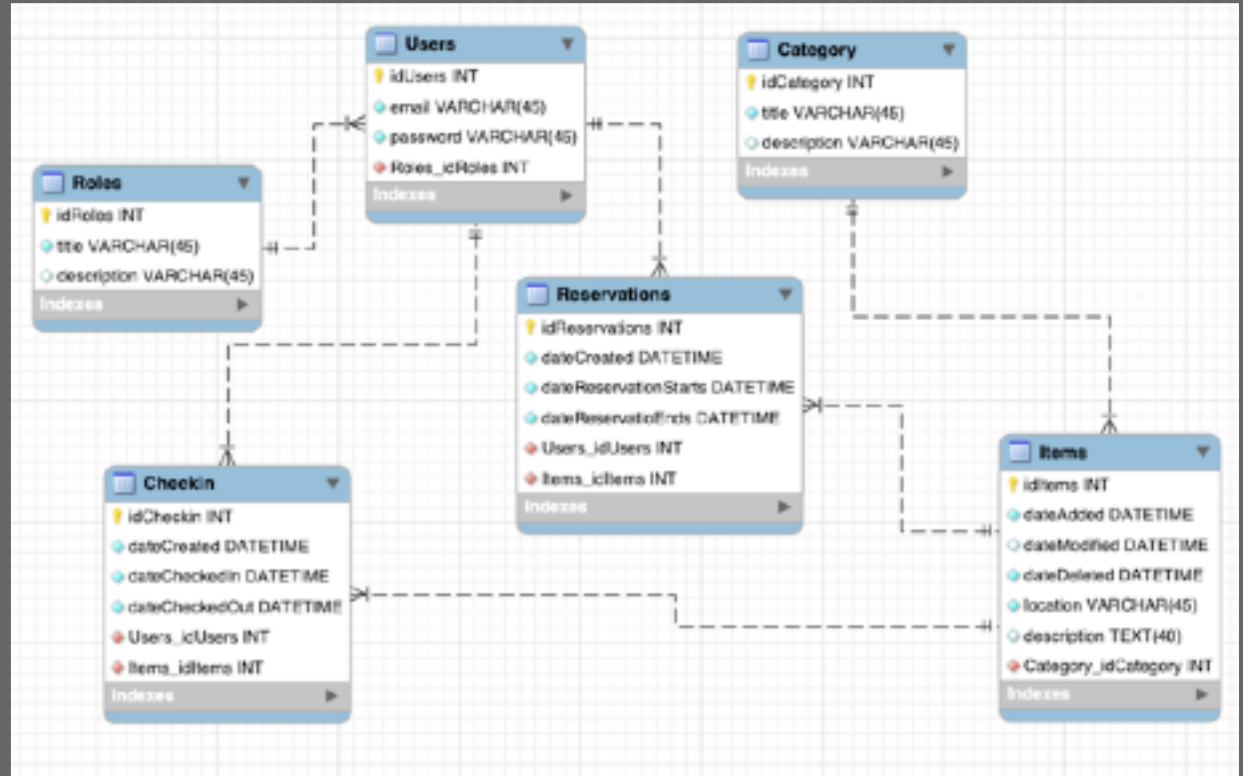 Users
idUsers INT
email VARCHAR(45)
password VARCHAR(45)
Roles_idRoles INT
Indexes
Category
idCategory INT
title VARCHAR(45)
description VARCHAR(45)
Indexes
Roles
idRoles INT
title VARCHAR(45)
description VARCHAR(45)
Indexes
Reservations
idReservations INT
dateCreated DATETIME
dateReservationStarts DATETIME
dateReservatioEnds DATETIME
Users_idUsers INT
Items_idItems INT
Indexes
Checkin
idCheckin INT
dateCreated DATETIME
dateCheckedIn DATETIME
dateCheckedOut DATETIME
Users_idUsers INT
Items_idItems INT
Indexes
Items
idItems INT
dateAdded DATETIME
dateModified DATETIME
dateDeleted DATETIME
location VARCHAR(45)
description TEXT(40)
Category_idCategory INT
Indexes